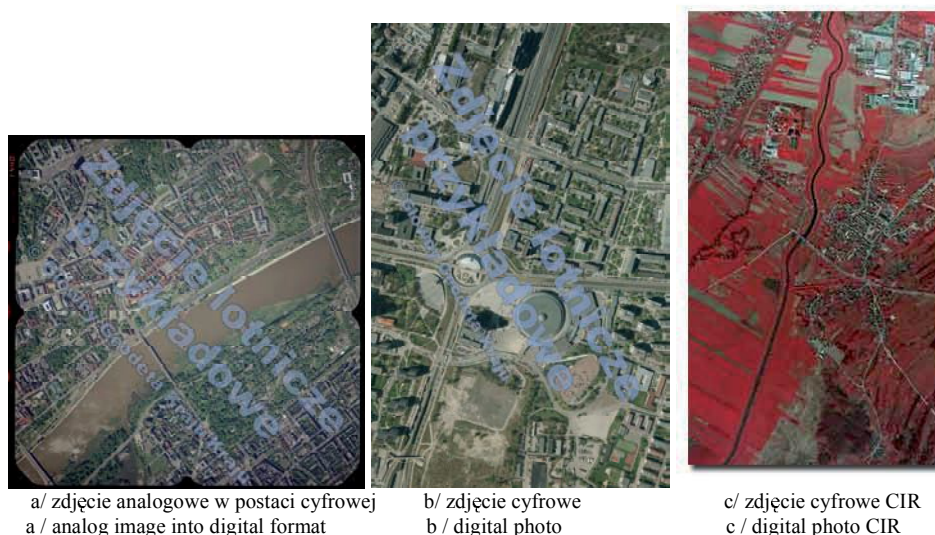 zdjęcie lotnicze
przykładowe
zdjęcie lotnicze
przykładowe
a/ zdjęcie analogowe w postaci cyfrowej
a / analog image into digital format
b/ zdjęcie cyfrowe
b / digital photo
c/ zdjęcie cyfrowe CIR
c / digital photo CIR